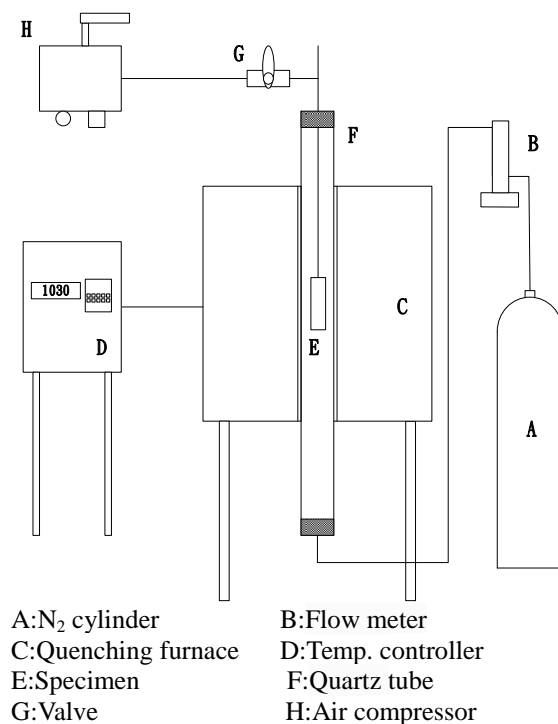 H
G
F
B
1030
C
E
D
A
A:N₂ cylinder B:Flow meter
C:Quenching furnace D:Temp. controller
E:Specimen F:Quartz tube
G:Valve H:Air compressor